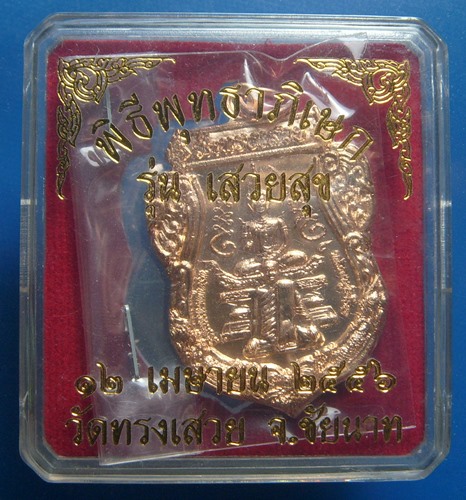 พิธีพุทธาภิเษก
รุ่น เสวยสุข
๑๒ เมษายน ๒๕๕๖
วัดทรงเสวย จ.ชัยนาท